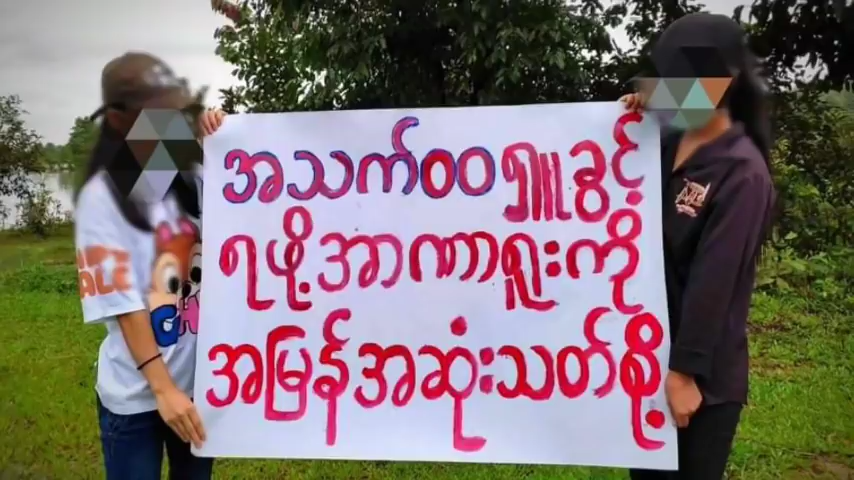 အသက်ဝဝရှူခွင့်
ရဖို့အာဏာရူးကို
အမြန်အဆုံးသတ်စို့